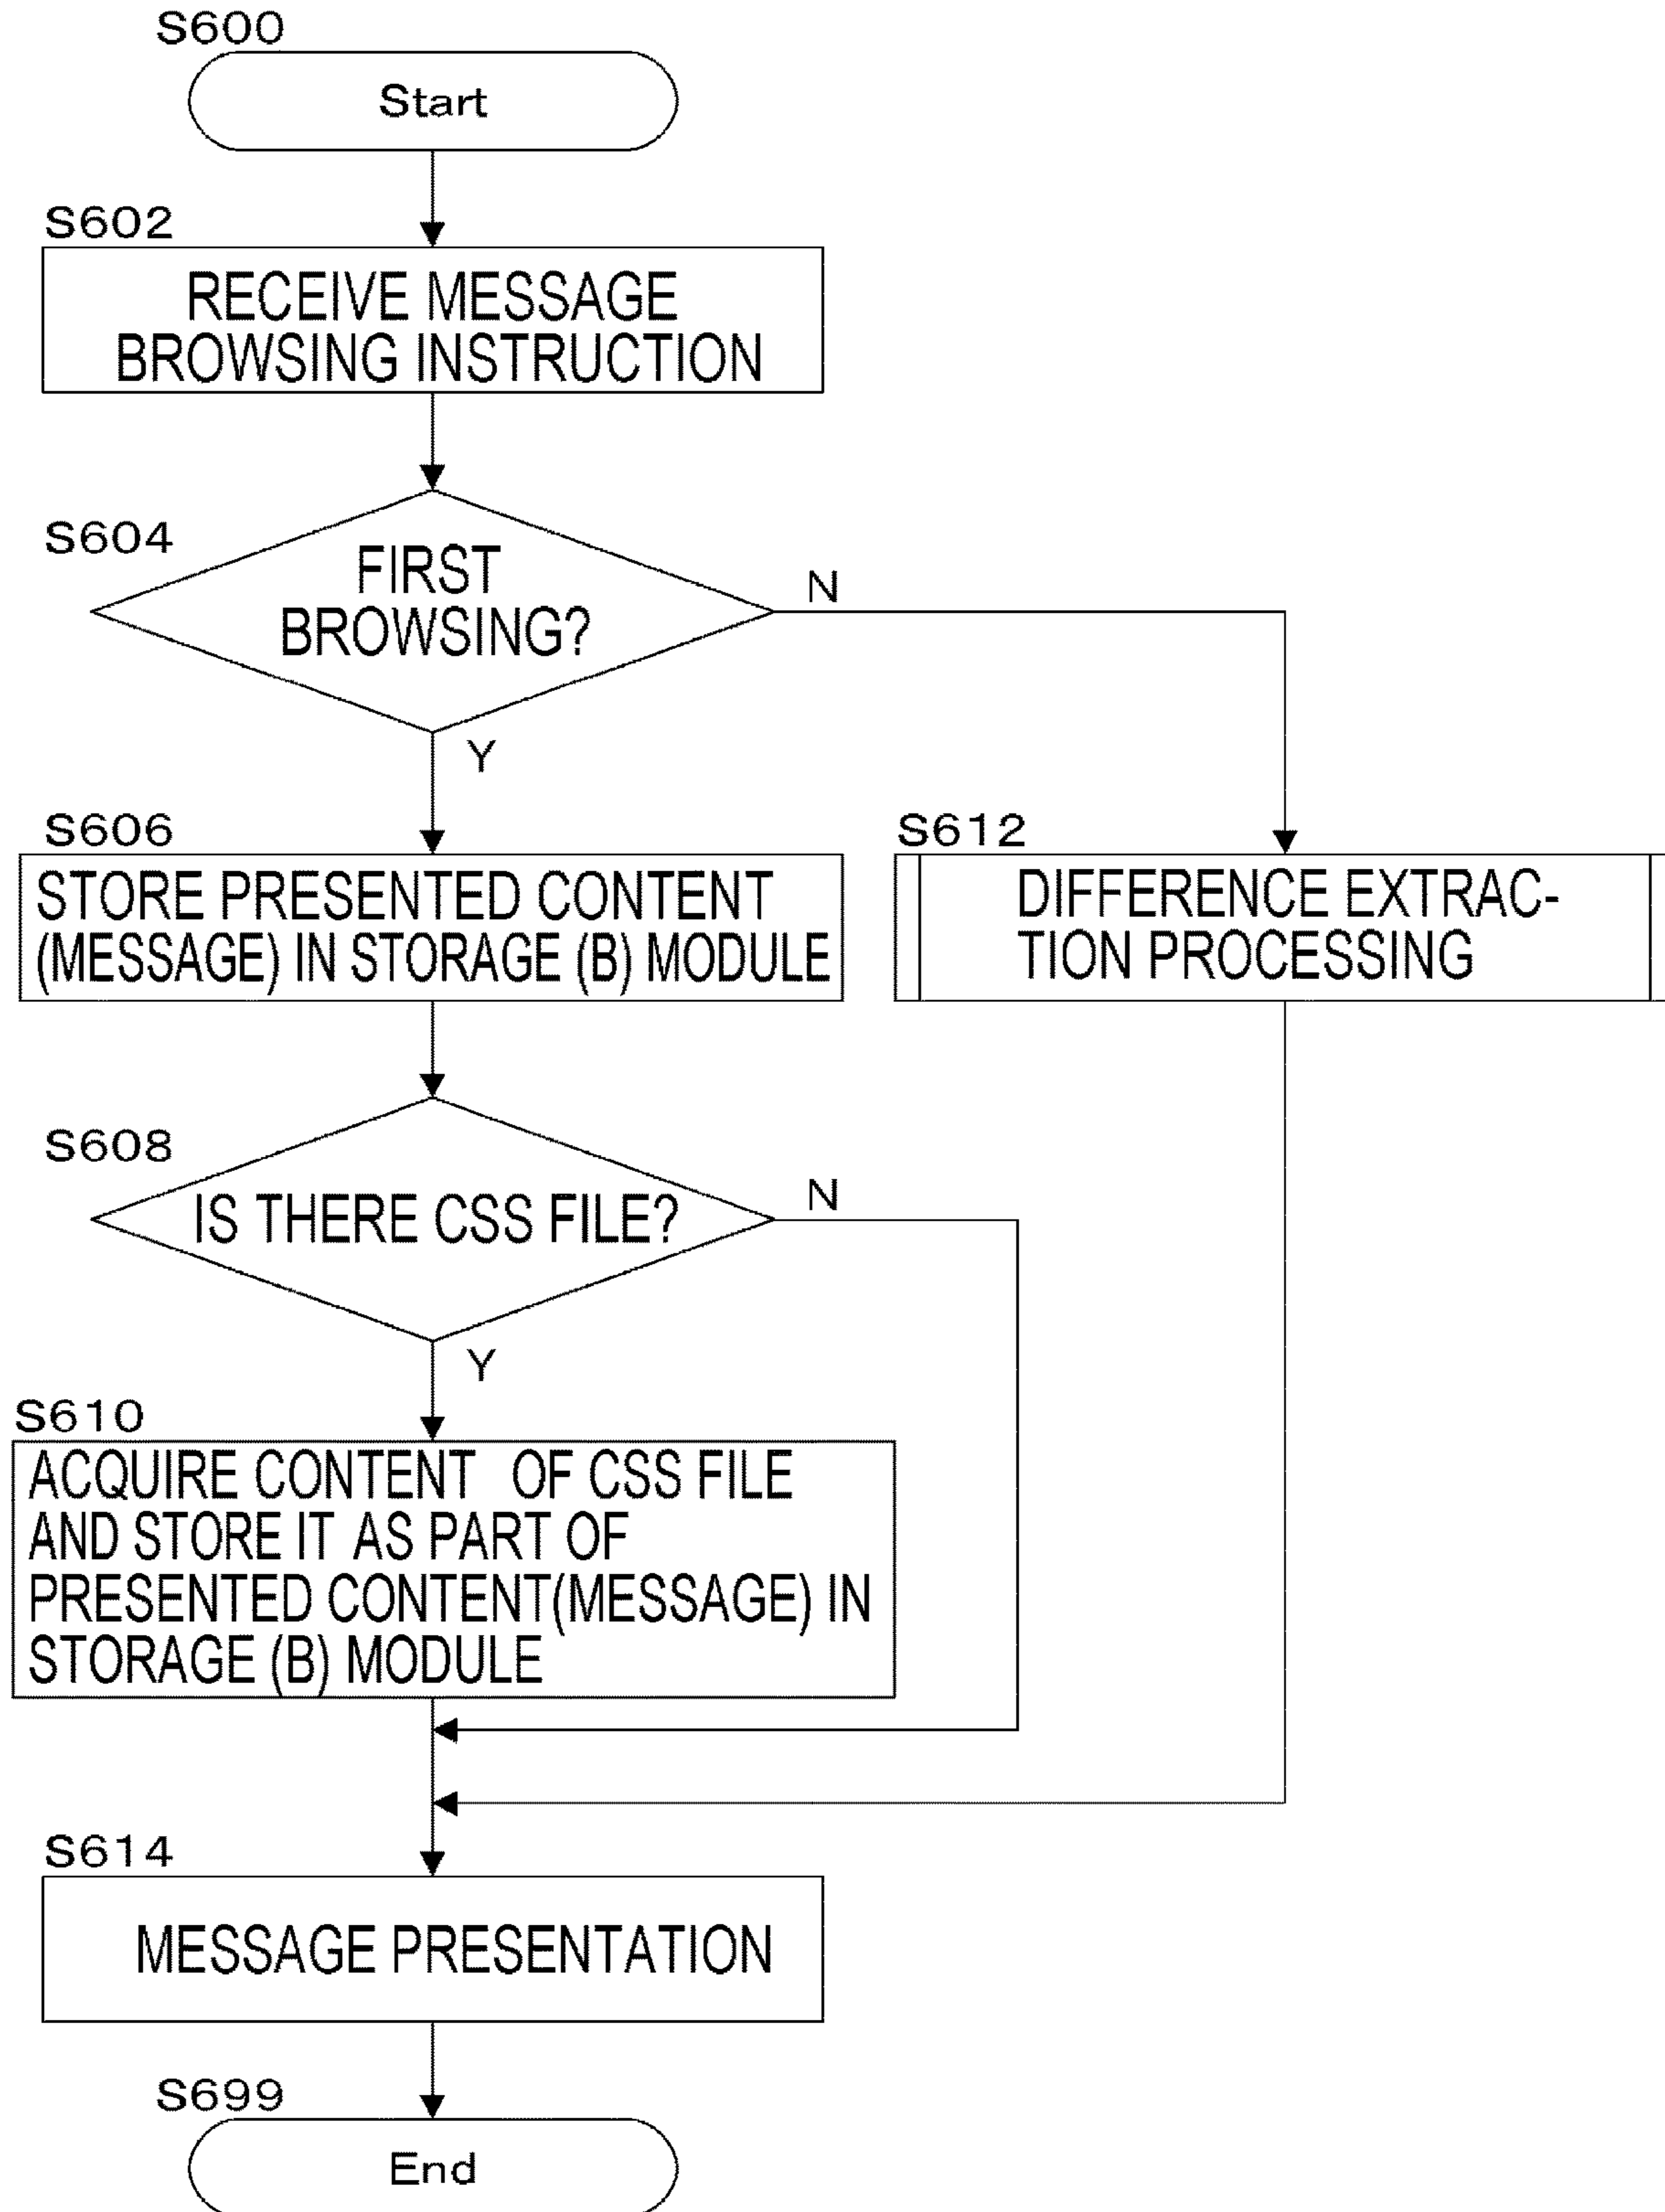 S600
Start
S602
RECEIVE MESSAGE
BROWSING INSTRUCTION
S604
FIRST
BROWSING?
N
Y
S606
STORE PRESENTED CONTENT
(MESSAGE) IN STORAGE (B) MODULE
S612
DIFFERENCE EXTRAC-
TION PROCESSING
S608
IS THERE CSS FILE?
N
Y
S610
ACQUIRE CONTENT OF CSS FILE
AND STORE IT AS PART OF
PRESENTED CONTENT(MESSAGE) IN
STORAGE (B) MODULE
S614
MESSAGE PRESENTATION
S699
End